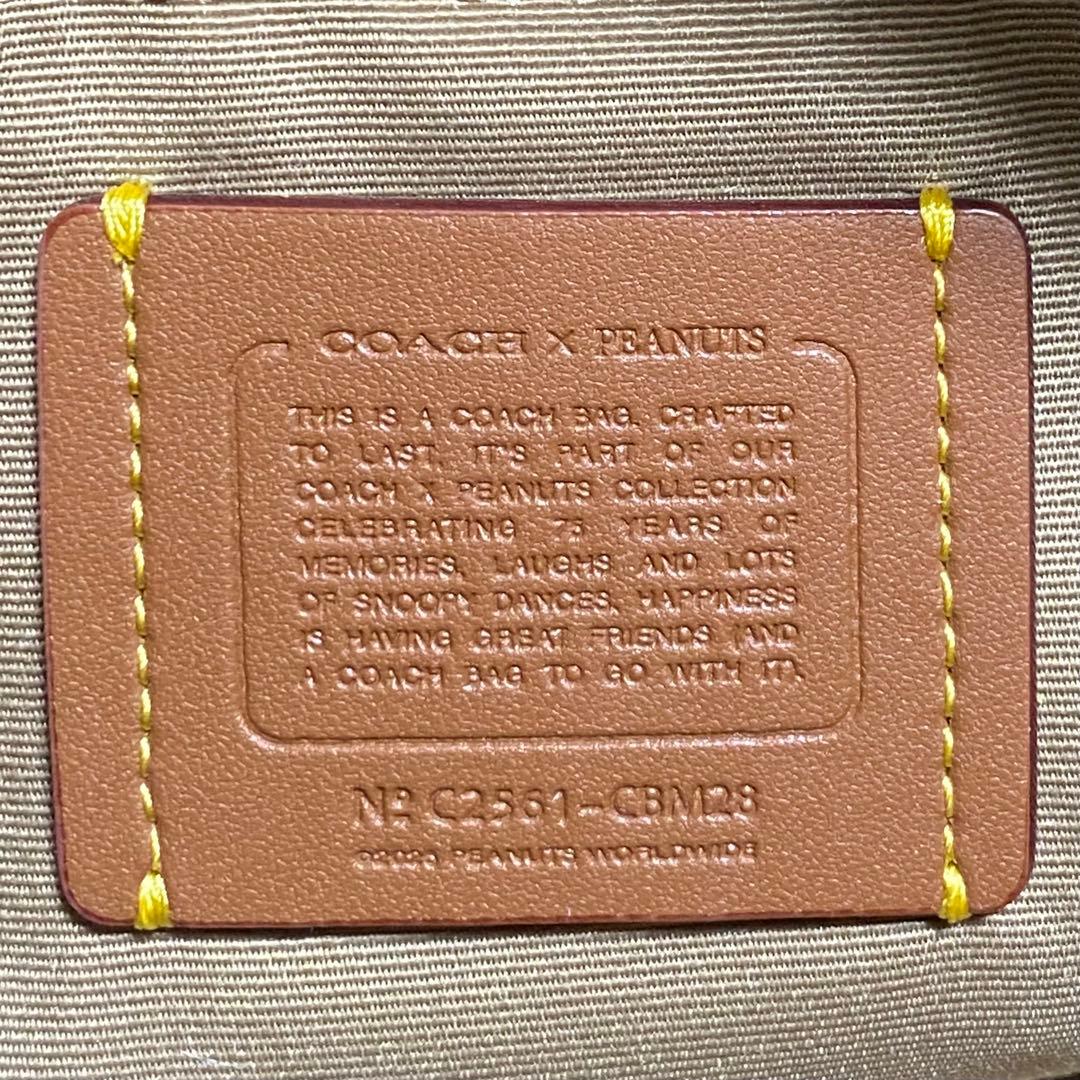 COACH X PEANUTS
THIS IS A COACH BAG. CRAFTED
TO LAST, IT'S PART OF OUR
COACH X PEANUTS COLLECTION
CELEBRATING 75 YEARS OF
MEMORIES, LAUGHS AND LOTS
OF SNOOPY DANCES. HAPPINESS
IS HAVING GREAT FRIENDS (AND
A COACH BAG TO GO WITH IT).
Nº C2561-CBM28
©2025 PEANUTS WORLDWIDE